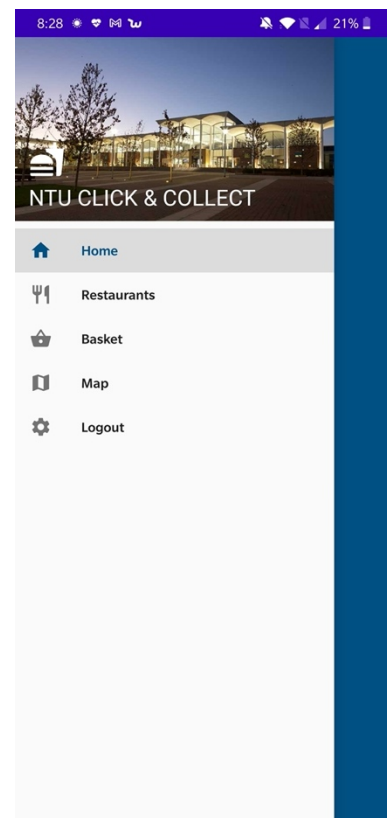 8:28
21%
NTU CLICK & COLLECT
Home
Restaurants
Basket
Map
Logout